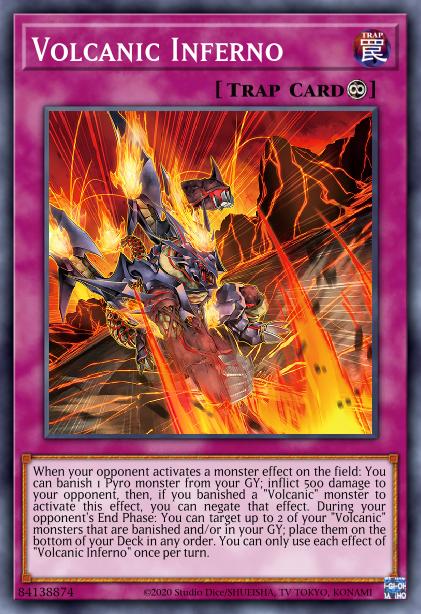 Volcanic Inferno
TRAP
罠
[Trap Card]
When your opponent activates a monster effect on the field: You
can banish 1 Pyro monster from your GY; inflict 500 damage to
your opponent, then, if you banished a "Volcanic" monster to
activate this effect, you can negate that effect. During your
opponent's End Phase: You can target up to 2 of your "Volcanic"
monsters that are banished and/or in your GY; place them on the
bottom of your Deck in any order. You can only use each effect of
"Volcanic Inferno" once per turn.
84138874
©2020 Studio Dice/SHUEISHA, TV TOKYO, KONAMI